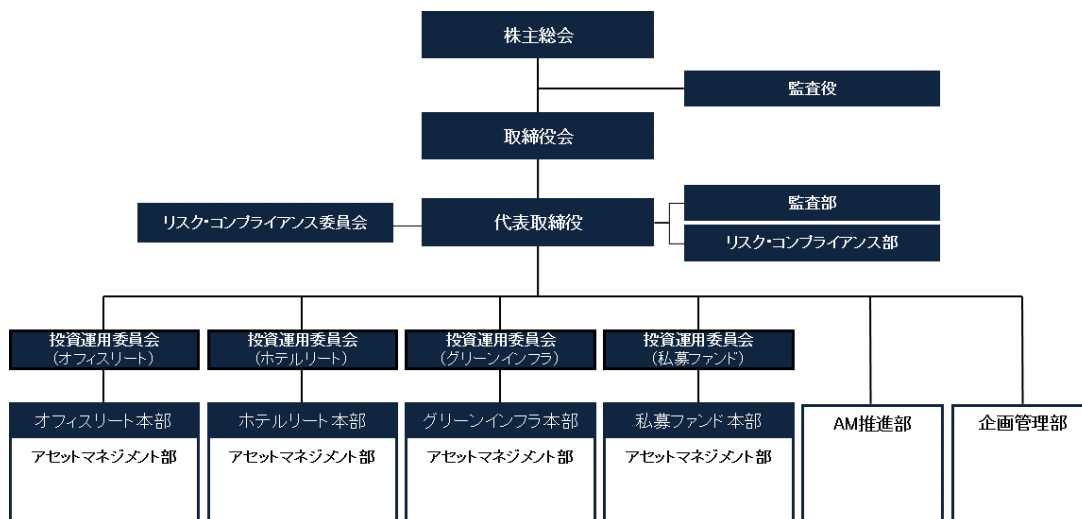 株主総会
監査役
取締役会
監査部
リスク・コンプライアンス委員会
代表取締役
リスク・コンプライアンス部
投資運用委員会
(オフィスリート)
投資運用委員会
(ホテルリート)
投資運用委員会
(グリーンインフラ)
投資運用委員会
(私募ファンド)
オフィスリート本部
ホテルリート本部
グリーンインフラ本部
私募ファンド本部
AM推進部
企画管理部
アセットマネジメント部
アセットマネジメント部
アセットマネジメント部
アセットマネジメント部